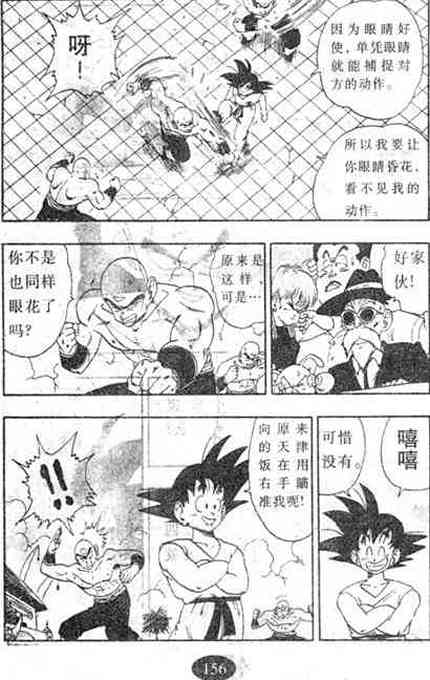 因为眼睛好
使，单凭眼睛
就能捕捉对
方的动作。
所以我要让
你眼睛昏花，
看不见我的
动作。
呀
！
好家
伙！
原来是
这样，
可是…
你不是
也同样
眼花了
吗？
嘻
嘻
可惜
没有。
来津用瞄
原天在手
向的饭右
准我呢！
!!
156